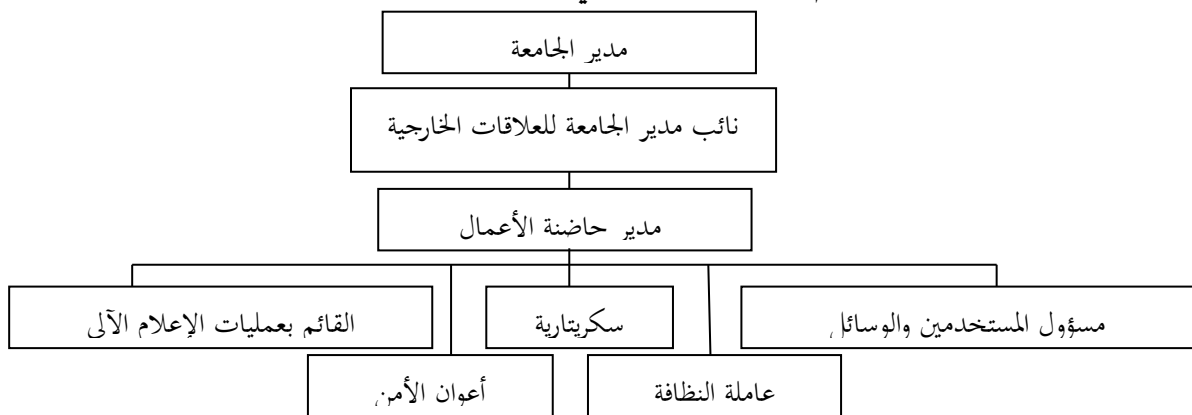 مدير الجامعة
نائب مدير الجامعة للعلاقات الخارجية
مدير حاضنة الأعمال
مسؤول المستخدمين والوسائل
سكريتارية
القائم بعمليات الإعلام الآلي
عاملة النظافة
أعوان الأمن